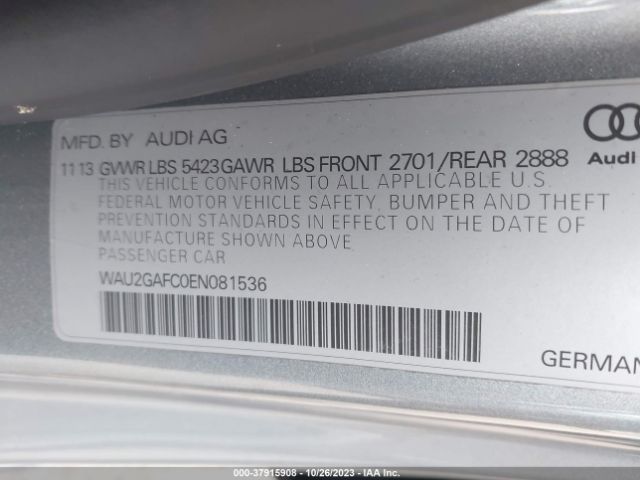 MFD. BY AUDI AG
11 13 GVWR LBS 5423 GAWR LBS FRONT 2701/REAR 2888
Audi
THIS VEHICLE CONFORMS TO ALL APPLICABLE U.S.
FEDERAL MOTOR VEHICLE SAFETY, BUMPER AND THEFT
PREVENTION STANDARDS IN EFFECT ON THE DATE OF
MANUFACTURE SHOWN ABOVE.
PASSENGER CAR
WAU2GAFC0EN081536
GERMAN
000-37915908 - 10/26/2023 - IAA Inc.